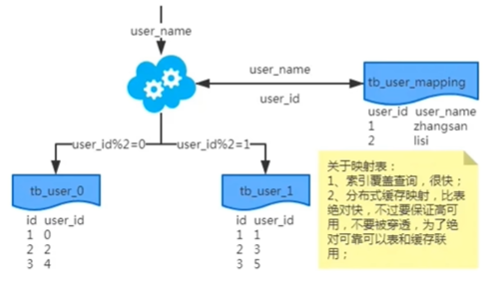 user_name
user_name
tb_user_mapping
user_id
user_id user_name
1 zhangsan
2 lisi
user_id%2=0
user_id%2=1
tb_user_0
tb_user_1
id user_id
1 0
2 2
3 4
id user_id
1 1
2 3
3 5
关于映射表：
1、索引覆盖查询，很快；
2、分布式缓存映射，比表
绝对快，不过要保证高可
用，不要被穿透，为了绝
对可靠可以表和缓存联
用；